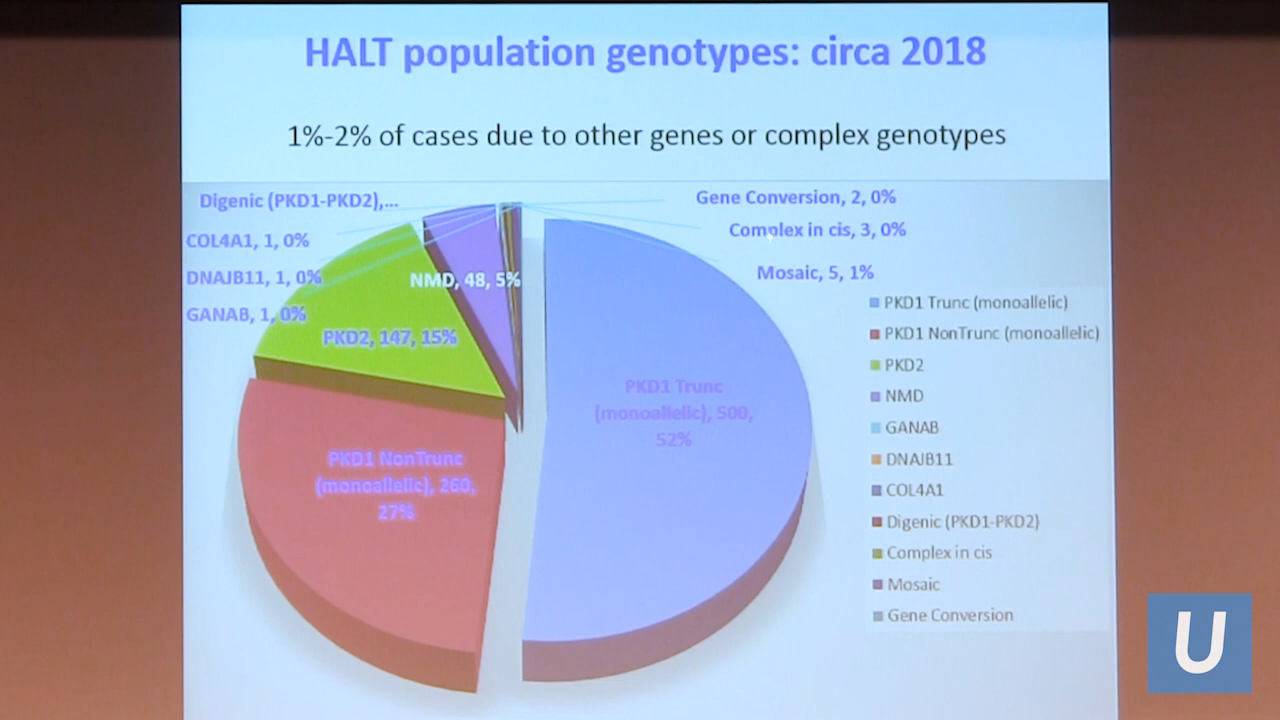 HALT population genotypes: circa 2018
1%-2% of cases due to other genes or complex genotypes
Digenic (PKD1-PKD2),...
COL4A1, 1, 0%
DNAJB11, 1, 0%
GANAB, 1, 0%
NMD, 48, 5%
PKD2, 147, 15%
PKD1 NonTrunc
(monoallelic), 260,
27%
PKD1 Trunc
(monoallelic), 500,
52%
Gene Conversion, 2, 0%
Complex in cis, 3, 0%
Mosaic, 5, 1%
PKD1 Trunc (monoallelic)
PKD1 NonTrunc (monoallelic)
PKD2
NMD
GANAB
DNAJB11
COL4A1
Digenic (PKD1-PKD2)
Complex in cis
Mosaic
Gene Conversion
U